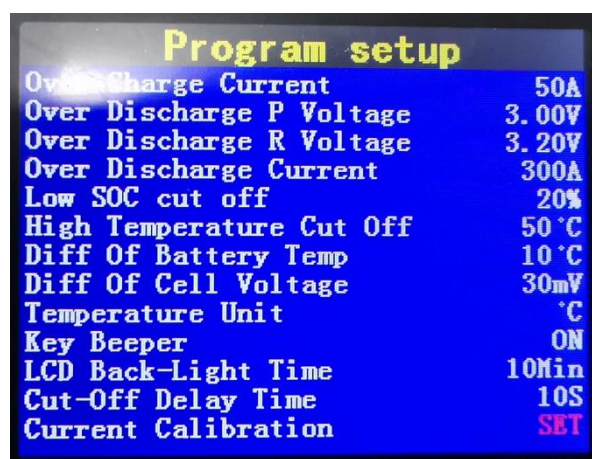 Program setup
Over Charge Current 50A
Over Discharge P Voltage 3.00V
Over Discharge R Voltage 3.20V
Over Discharge Current 300A
Low SOC cut off 20%
High Temperature Cut Off 50°C
Diff Of Battery Temp 10°C
Diff Of Cell Voltage 30mV
Temperature Unit °C
Key Beeper ON
LCD Back-Light Time 10Min
Cut-Off Delay Time 10S
Current Calibration SET